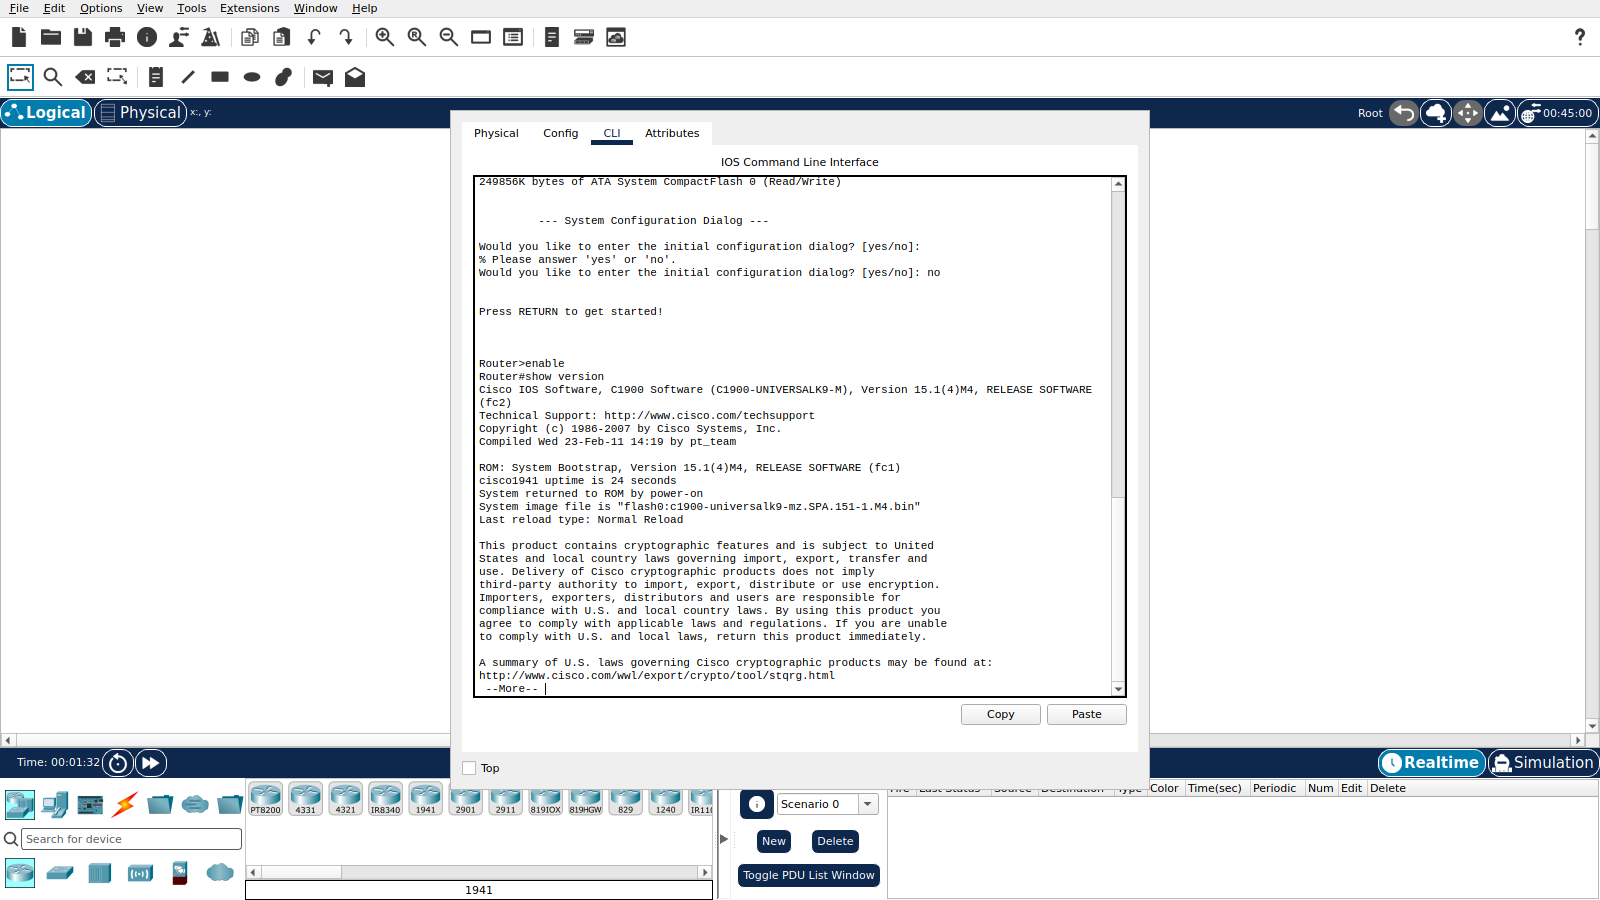 File Edit Options View Tools Extensions Window Help
Logical Physical x:, y: Root 00:45:00
Physical Config CLI Attributes
IOS Command Line Interface
249856K bytes of ATA System CompactFlash 0 (Read/Write)
--- System Configuration Dialog ---
Would you like to enter the initial configuration dialog? [yes/no]:
% Please answer 'yes' or 'no'.
Would you like to enter the initial configuration dialog? [yes/no]: no
Press RETURN to get started!
Router>enable
Router#show version
Cisco IOS Software, C1900 Software (C1900-UNIVERSALK9-M), Version 15.1(4)M4, RELEASE SOFTWARE
(fc2)
Technical Support: http://www.cisco.com/techsupport
Copyright (c) 1986-2007 by Cisco Systems, Inc.
Compiled Wed 23-Feb-11 14:19 by pt_team
ROM: System Bootstrap, Version 15.1(4)M4, RELEASE SOFTWARE (fc1)
cisco1941 uptime is 24 seconds
System returned to ROM by power-on
System image file is "flash0:c1900-universalk9-mz.SPA.151-1.M4.bin"
Last reload type: Normal Reload
This product contains cryptographic features and is subject to United
States and local country laws governing import, export, transfer and
use. Delivery of Cisco cryptographic products does not imply
third-party authority to import, export, distribute or use encryption.
Importers, exporters, distributors and users are responsible for
compliance with U.S. and local country laws. By using this product you
agree to comply with applicable laws and regulations. If you are unable
to comply with U.S. and local laws, return this product immediately.
A summary of U.S. laws governing Cisco cryptographic products may be found at:
http://www.cisco.com/wwl/export/crypto/tool/stqrg.html
--More--
Copy Paste
Top
Time: 00:01:32 Realtime Simulation
PT8200 4331 4321 IR8340 1941 2901 2911 819IOX 819HGW 829 1240
Search for device
1941
Scenario 0
New Delete
Toggle PDU List Window
Fire Last Status Source Destination Type Color Time(sec) Periodic Num Edit Delete